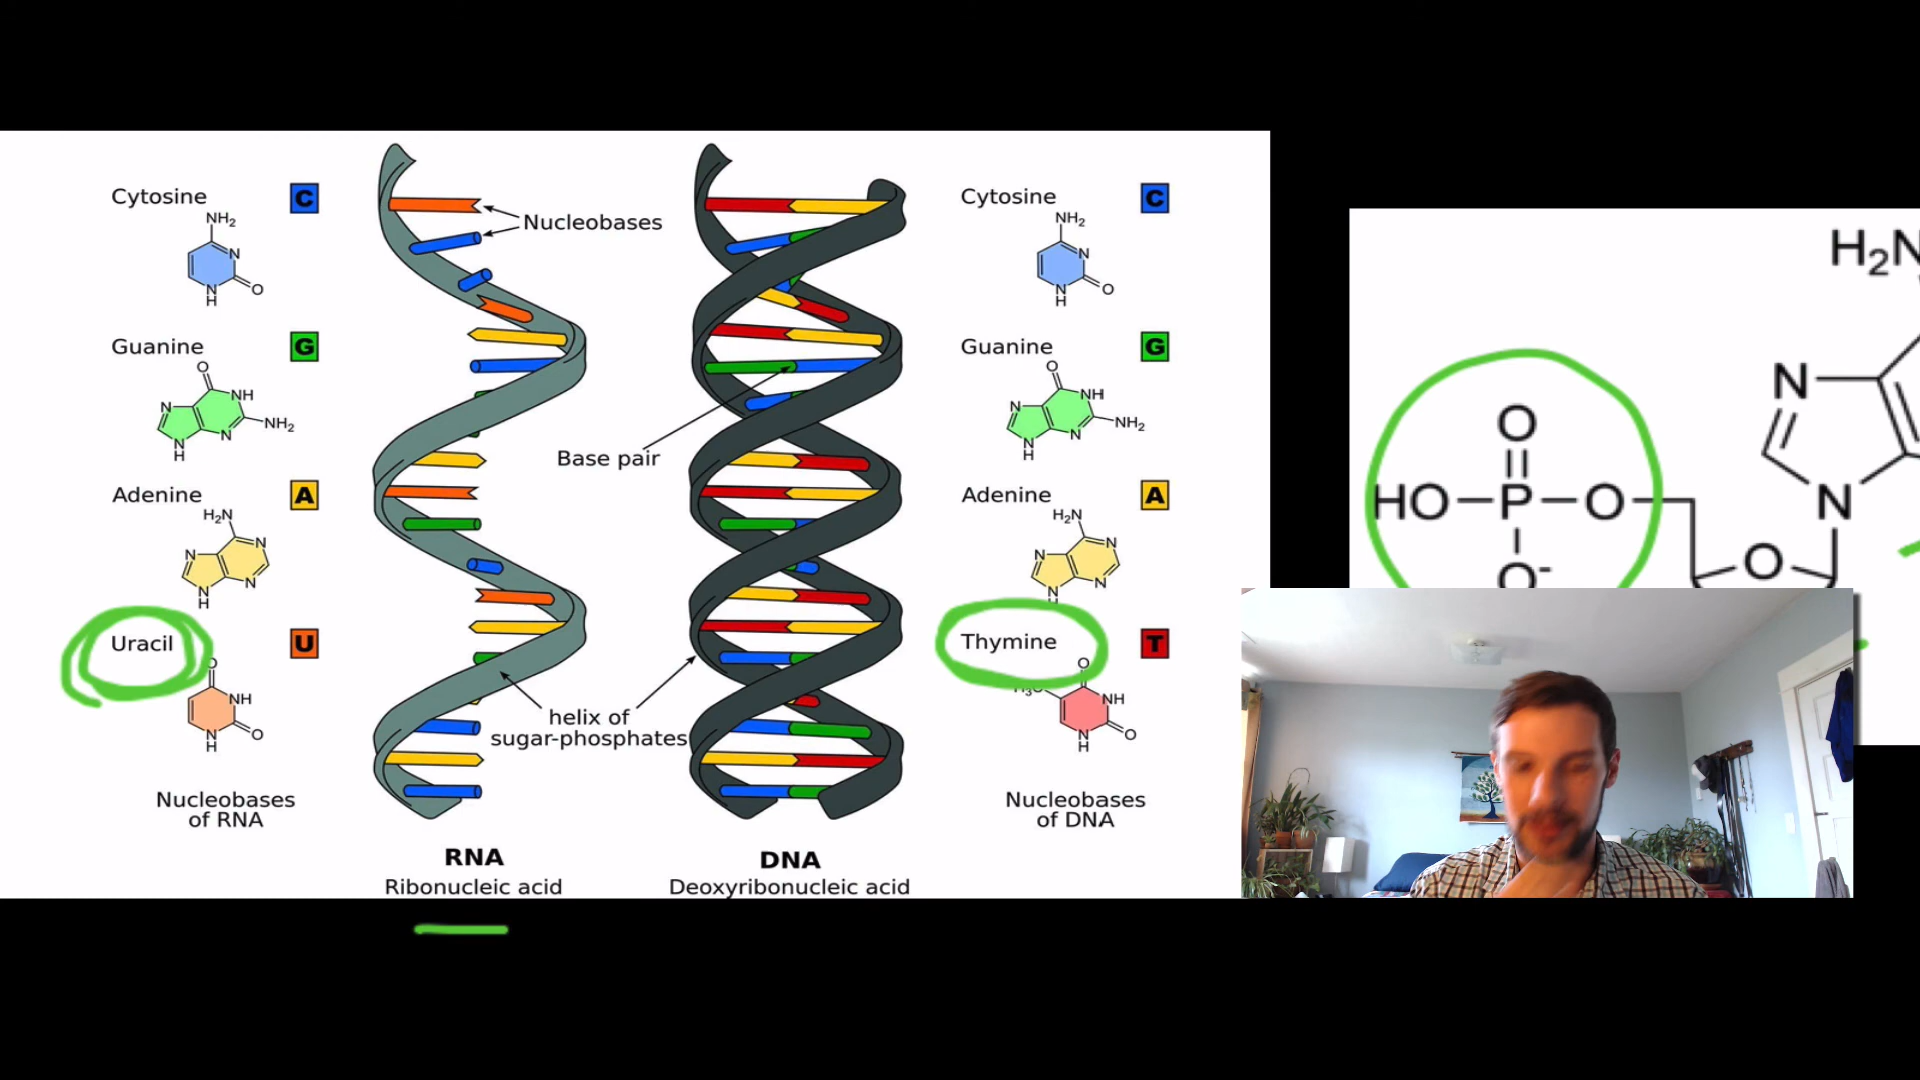 Cytosine
C
NH₂
N
N
H
O
Guanine
G
O
NH
N
N
H
N
NH₂
Adenine
A
H₂N
N
N
N
H
N
Uracil
U
O
NH
N
H
O
Nucleobases
of RNA
Nucleobases
Base pair
helix of
sugar-phosphates
RNA
Ribonucleic acid
DNA
Deoxyribonucleic acid
Cytosine
C
NH₂
N
N
H
O
Guanine
G
O
NH
N
N
H
N
NH₂
Adenine
A
H₂N
N
N
N
H
N
Thymine
T
O
NH
N
H
O
Nucleobases
of DNA
H₂N
N
N
O
HO
P
O
O⁻
O